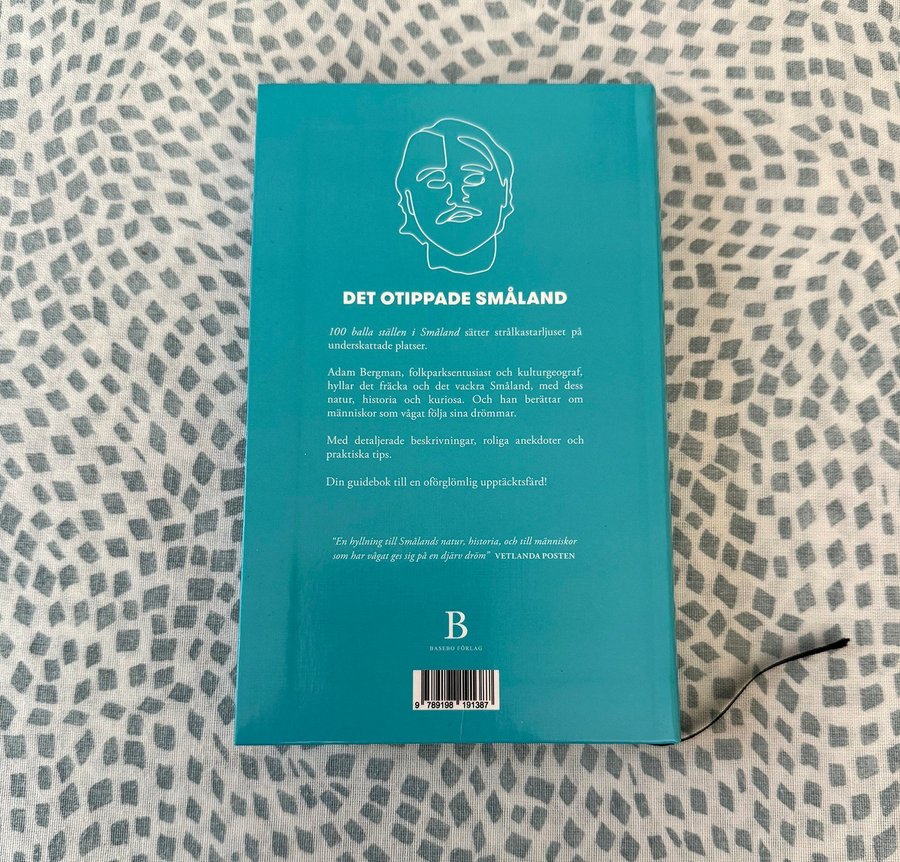 DET OTIPPADE SMÅLAND
100 balla ställen i Småland sätter strålkastarljuset på
underskattade platser.
Adam Bergman, folkparksentusiast och kulturgeograf,
hyllar det fräcka och det vackra Småland, med dess
natur, historia och kuriosa. Och han berättar om
människor som vågat följa sina drömmar.
Med detaljerade beskrivningar, roliga anekdoter och
praktiska tips.
Din guidebok till en oförglömlig upptäcktsfärd!
"En hyllning till Smålands natur, historia, och till människor
som har vågat ges sig på en djärv dröm" VETLANDA POSTEN
B
BASEBO FÖRLAG
9 789198 191387